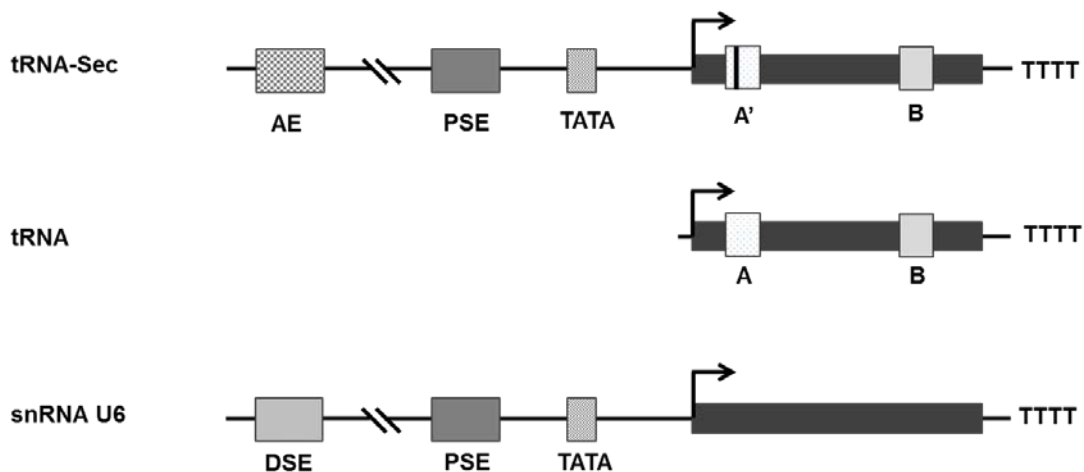 tRNA-Sec
TTTT
AE
PSE
TATA
A’
B
tRNA
TTTT
A
B
snRNA U6
TTTT
DSE
PSE
TATA